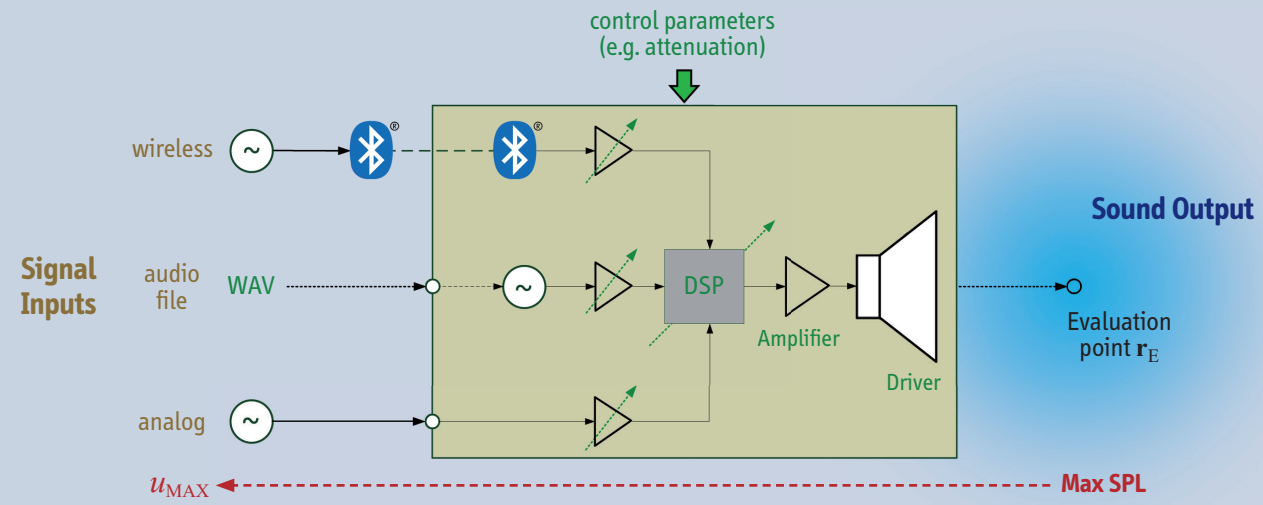 control parameters
(e.g. attenuation)
wireless
®
®
Sound Output
Signal
Inputs
audio
file
WAV
~
~
DSP
Amplifier
Driver
Evaluation
point rE
analog
~
uMAX
Max SPL